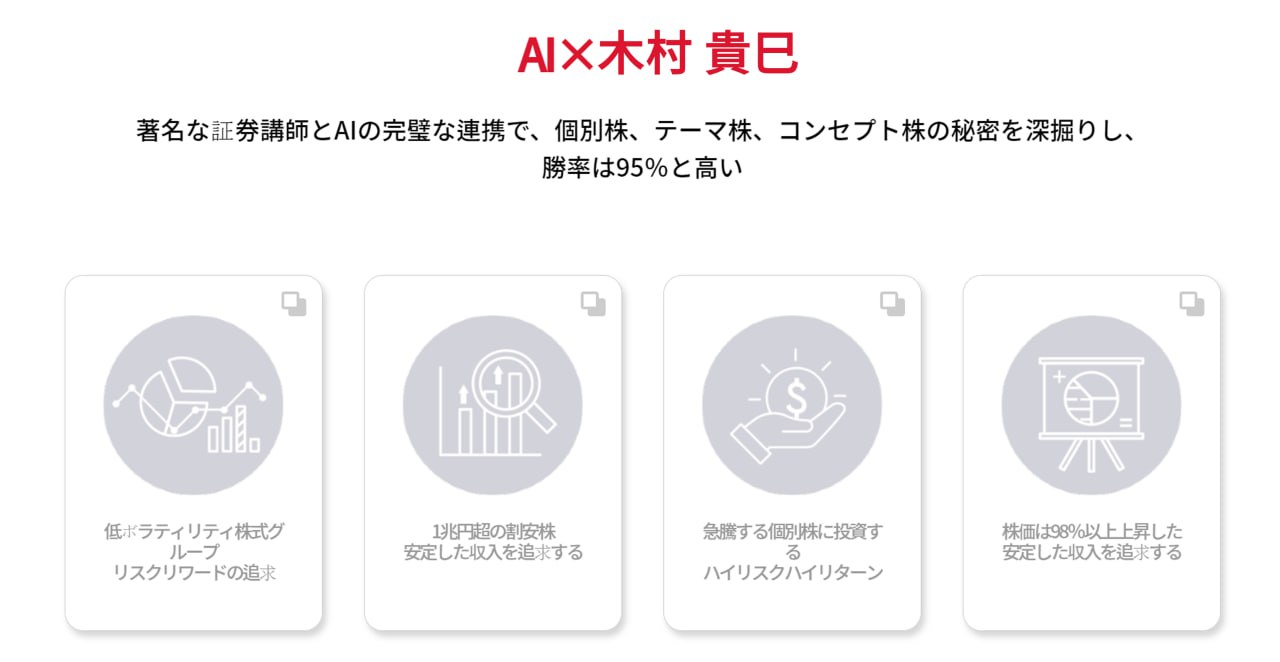 AI×木村 貴巳
著名な証券講師とAIの完璧な連携で、個別株、テーマ株、コンセプト株の秘密を深掘りし、
勝率は95%と高い
低ボラティリティ株式グ
ループ
リスクリワードの追求
1兆円超の割安株
安定した収入を追求する
急騰する個別株に投資す
る
ハイリスクハイリターン
株価は98%以上上昇した
安定した収入を追求する